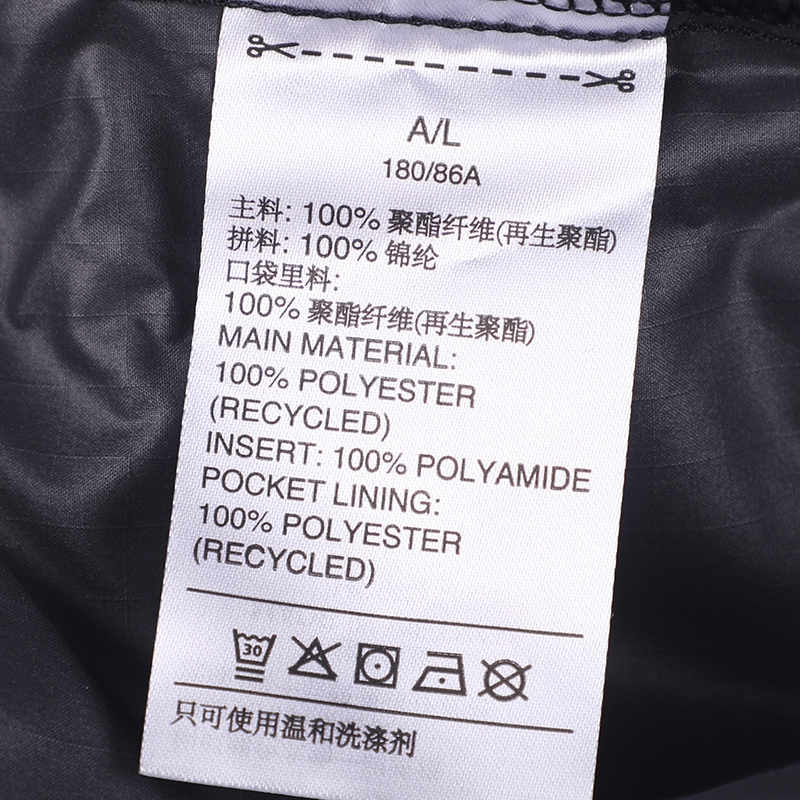 A/L
180/86A
主料: 100% 聚酯纤维(再生聚酯)
拼料: 100% 锦纶
口袋里料:
100% 聚酯纤维(再生聚酯)
MAIN MATERIAL:
100% POLYESTER
(RECYCLED)
INSERT: 100% POLYAMIDE
POCKET LINING:
100% POLYESTER
(RECYCLED)
30
只可使用温和洗涤剂